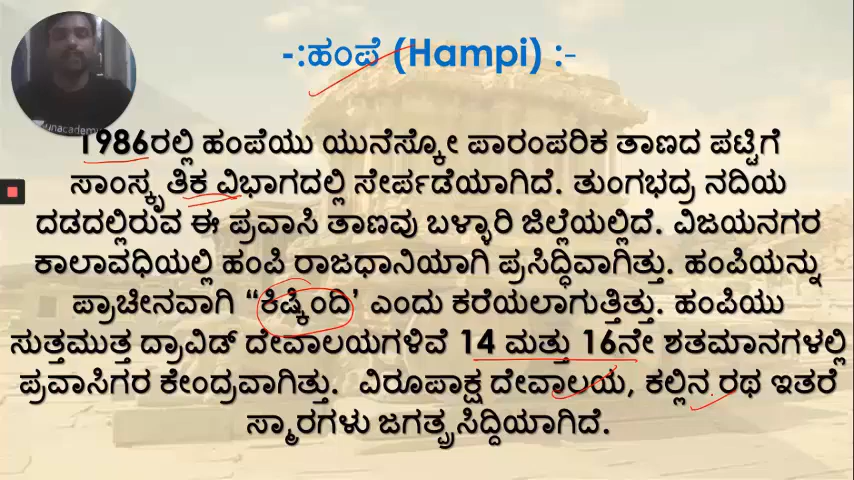 -:ಹಂಪೆ (Hampi) :-
1986ರಲ್ಲಿ ಹಂಪೆಯು ಯುನೆಸ್ಕೋ ಪಾರಂಪರಿಕ ತಾಣದ ಪಟ್ಟಿಗೆ
ಸಾಂಸ್ಕೃತಿಕ ವಿಭಾಗದಲ್ಲಿ ಸೇರ್ಪಡೆಯಾಗಿದೆ. ತುಂಗಭದ್ರ ನದಿಯ
ದಡದಲ್ಲಿರುವ ಈ ಪ್ರವಾಸಿ ತಾಣವು ಬಳ್ಳಾರಿ ಜಿಲ್ಲೆಯಲ್ಲಿದೆ. ವಿಜಯನಗರ
ಕಾಲಾವಧಿಯಲ್ಲಿ ಹಂಪಿ ರಾಜಧಾನಿಯಾಗಿ ಪ್ರಸಿದ್ಧಿವಾಗಿತ್ತು. ಹಂಪಿಯನ್ನು
ಪ್ರಾಚೀನವಾಗಿ “ಕಿಷ್ಕಿಂದಿ’ ಎಂದು ಕರೆಯಲಾಗುತ್ತಿತ್ತು. ಹಂಪಿಯು
ಸುತ್ತಮುತ್ತ ದ್ರಾವಿಡ್ ದೇವಾಲಯಗಳಿವೆ 14 ಮತ್ತು 16ನೇ ಶತಮಾನಗಳಲ್ಲಿ
ಪ್ರವಾಸಿಗರ ಕೇಂದ್ರವಾಗಿತ್ತು. ವಿರೂಪಾಕ್ಷ ದೇವಾಲಯ, ಕಲ್ಲಿನ ರಥ ಇತರೆ
ಸ್ಮಾರಗಳು ಜಗತ್ಪ್ರಸಿದ್ದಿಯಾಗಿದೆ.